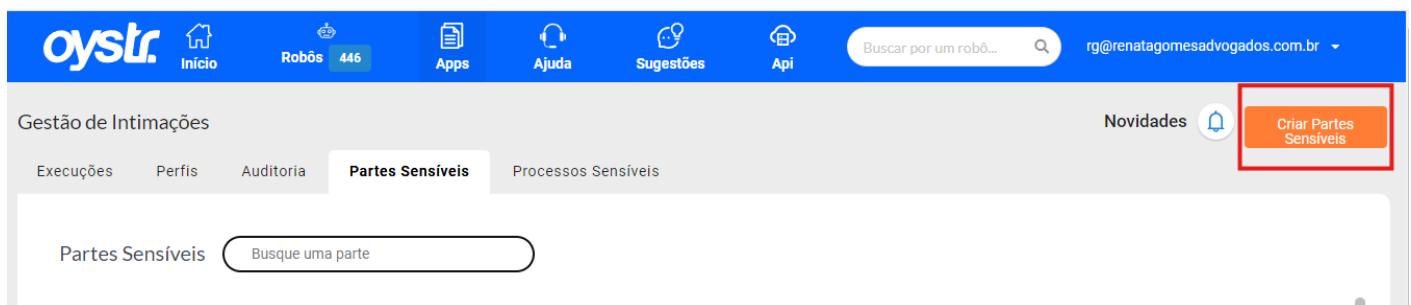 oystr.
Início
Robôs 446
Apps
Ajuda
Sugestões
Api
Buscar por um robô...
rg@renatagomesadvogados.com.br
Gestão de Intimações
Novidades
Criar Partes
Sensíveis
Execuções
Perfis
Auditoria
Partes Sensíveis
Processos Sensíveis
Partes Sensíveis
Busque uma parte